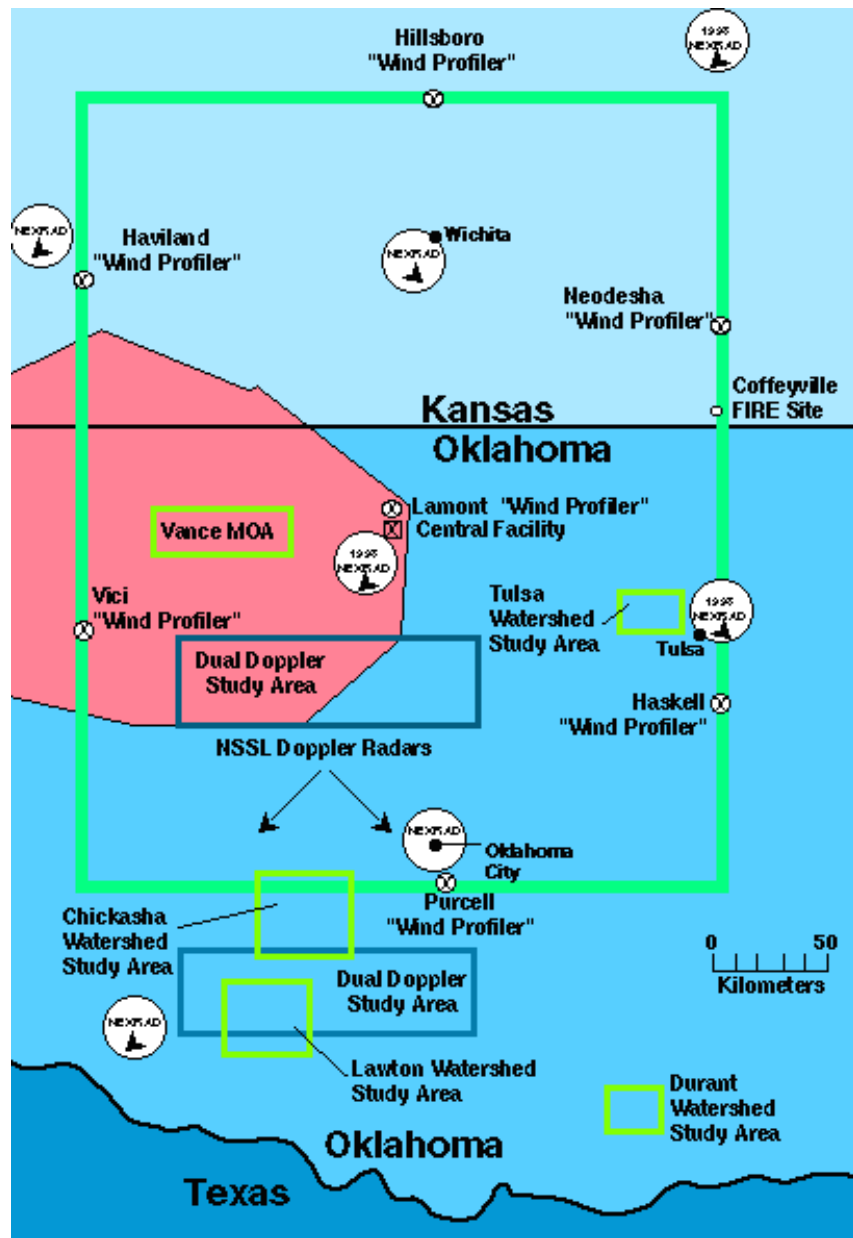 Hillsboro
"Wind Profiler"
1995
NEXRAD
NEXRAD
Haviland
"Wind Profiler"
NEXRAD
Wichita
Neodesha
"Wind Profiler"
Coffeyville
FIRE Site
Kansas
Oklahoma
Lamont "Wind Profiler"
Central Facility
Vance MOA
1995
NEXRAD
Vici
"Wind Profiler"
Tulsa
Watershed
Study Area
1995
NEXRAD
Tulsa
Dual Doppler
Study Area
Haskell
"Wind Profiler"
NSSL Doppler Radars
NEXRAD
Oklahoma
City
Purcell
"Wind Profiler"
Chickasha
Watershed
Study Area
0 50
Kilometers
Dual Doppler
Study Area
NEXRAD
Lawton Watershed
Study Area
Durant
Watershed
Study Area
Oklahoma
Texas